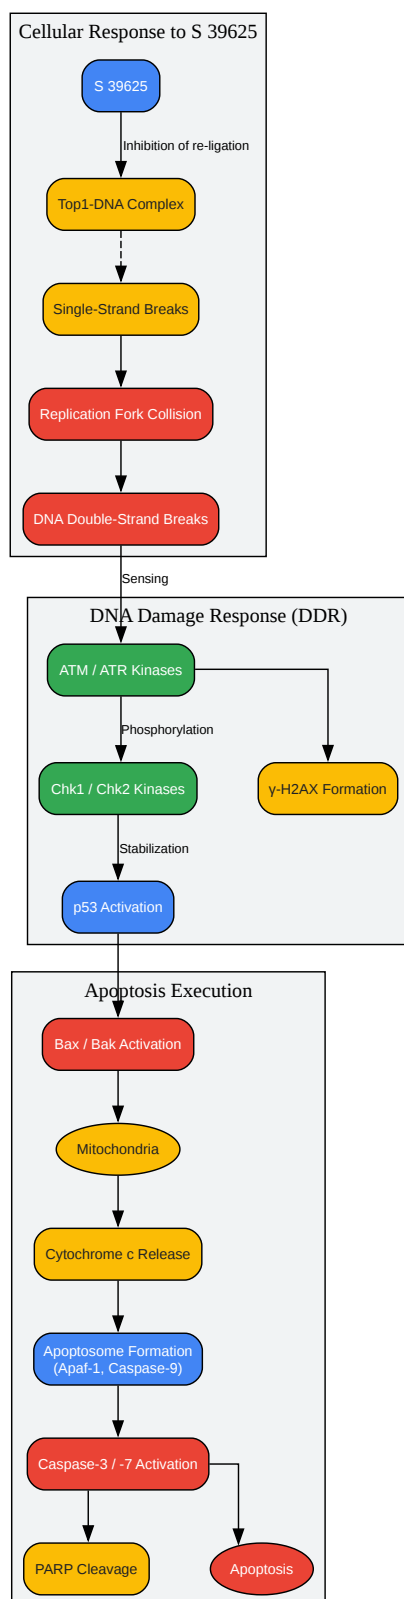 Cellular Response to S 39625
S 39625
Inhibition of re-ligation
Top1-DNA Complex
Single-Strand Breaks
Replication Fork Collision
DNA Double-Strand Breaks
Sensing
DNA Damage Response (DDR)
ATM / ATR Kinases
Phosphorylation
Chk1 / Chk2 Kinases
γ-H2AX Formation
Stabilization
p53 Activation
Apoptosis Execution
Bax / Bak Activation
Mitochondria
Cytochrome c Release
Apoptosome Formation
(Apaf-1, Caspase-9)
Caspase-3 / -7 Activation
PARP Cleavage
Apoptosis